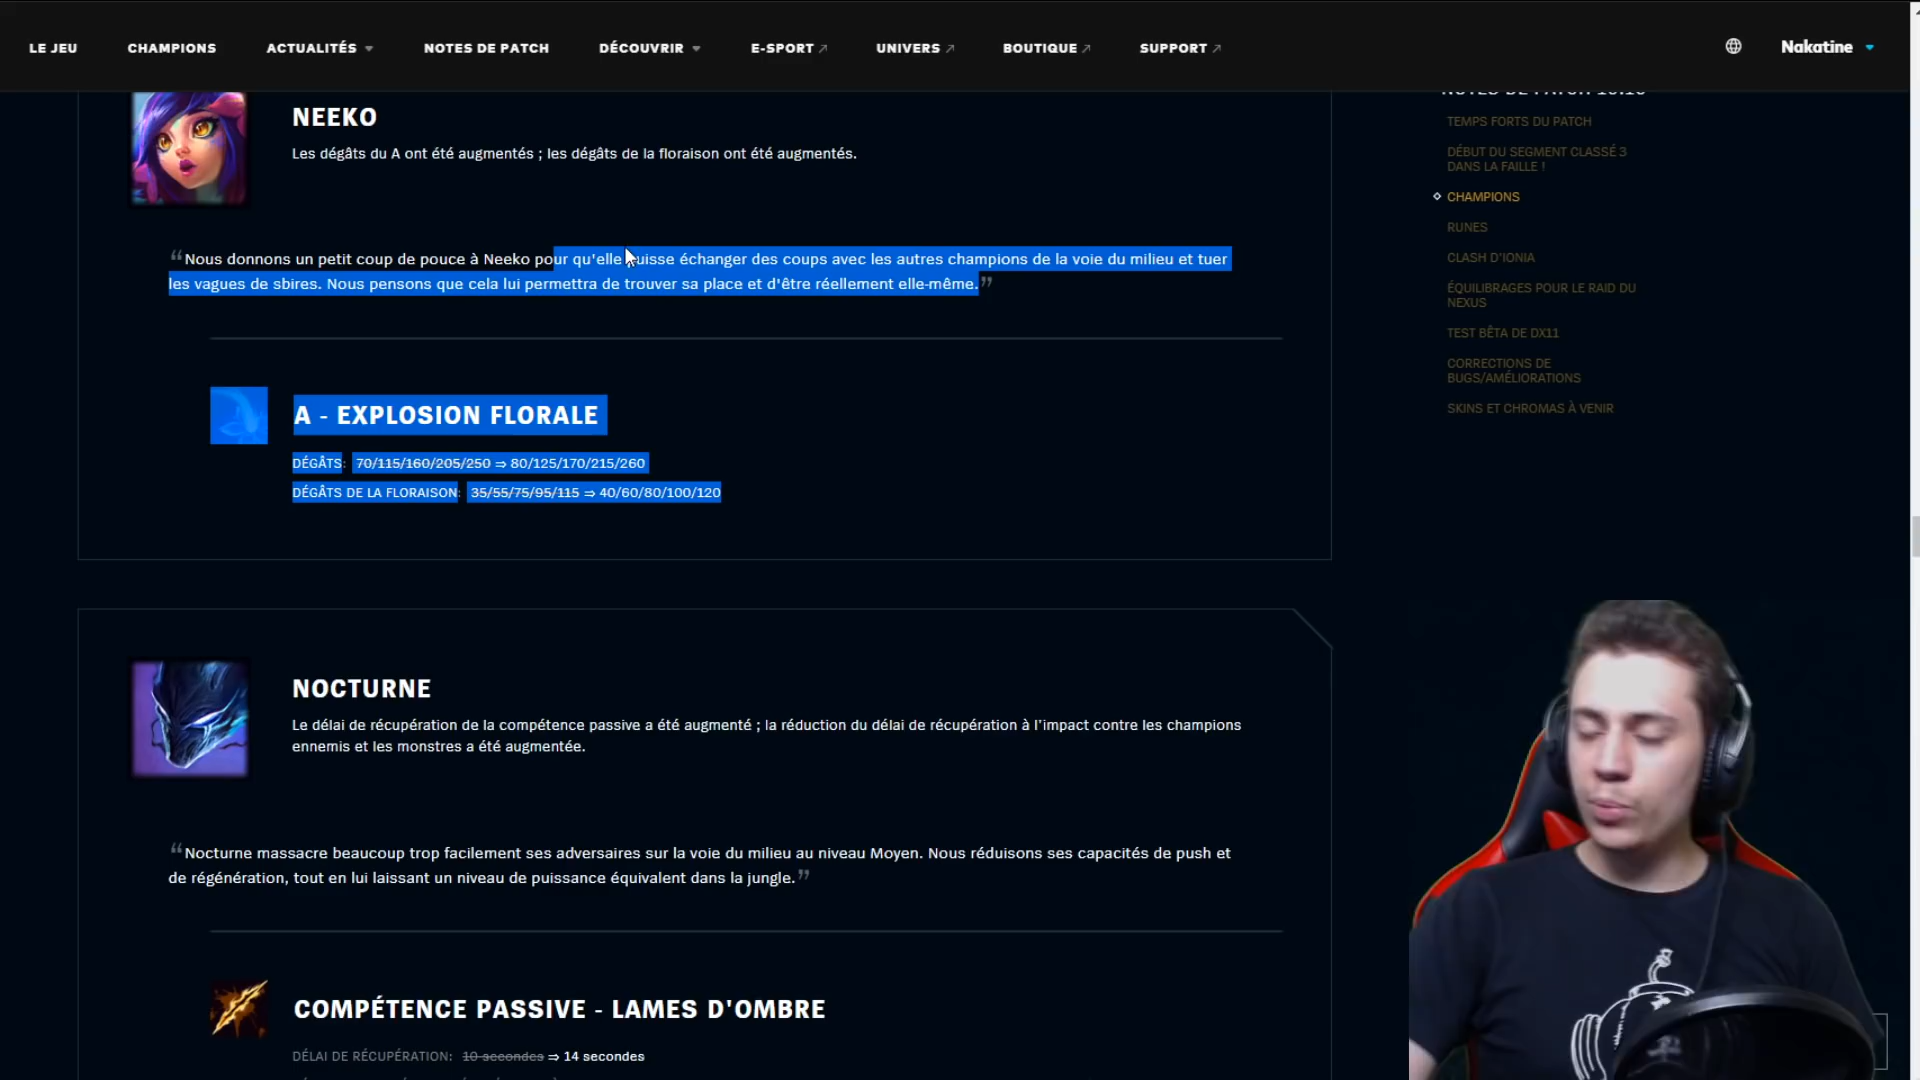 LE JEU CHAMPIONS ACTUALITÉS NOTES DE PATCH DÉCOUVRIR E-SPORT UNIVERS BOUTIQUE SUPPORT Nakatine
NEEKO
Les dégâts du A ont été augmentés ; les dégâts de la floraison ont été augmentés.
“Nous donnons un petit coup de pouce à Neeko pour qu'elle puisse échanger des coups avec les autres champions de la voie du milieu et tuer
les vagues de sbires. Nous pensons que cela lui permettra de trouver sa place et d'être réellement elle-même.”
A - EXPLOSION FLORALE
DÉGÂTS: 70/115/160/205/250 ⇒ 80/125/170/215/260
DÉGÂTS DE LA FLORAISON: 35/55/75/95/115 ⇒ 40/60/80/100/120
NOCTURNE
Le délai de récupération de la compétence passive a été augmenté ; la réduction du délai de récupération à l'impact contre les champions
ennemis et les monstres a été augmentée.
“Nocturne massacre beaucoup trop facilement ses adversaires sur la voie du milieu au niveau Moyen. Nous réduisons ses capacités de push et
de régénération, tout en lui laissant un niveau de puissance équivalent dans la jungle.”
COMPÉTENCE PASSIVE - LAMES D'OMBRE
DÉLAI DE RÉCUPÉRATION: 10 secondes ⇒ 14 secondes
NOTES DE PATCH
TEMPS FORTS DU PATCH
DÉBUT DU SEGMENT CLASSÉ 3
DANS LA FAILLE !
CHAMPIONS
RUNES
CLASH D'IONIA
ÉQUILIBRAGES POUR LE RAID DU
NEXUS
TEST BÊTA DE DX11
CORRECTIONS DE
BUGS/AMÉLIORATIONS
SKINS ET CHROMAS À VENIR